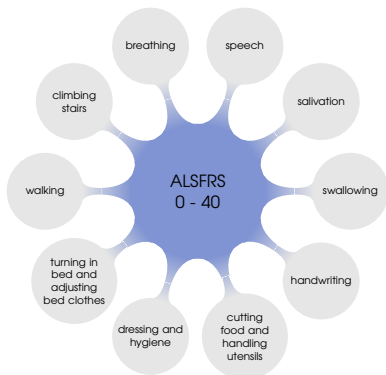 breathing
speech
climbing
stairs
salivation
ALSFRS
0 - 40
walking
swallowing
turning in
bed and
adjusting
bed clothes
handwriting
dressing and
hygiene
cutting
food and
handling
utensils